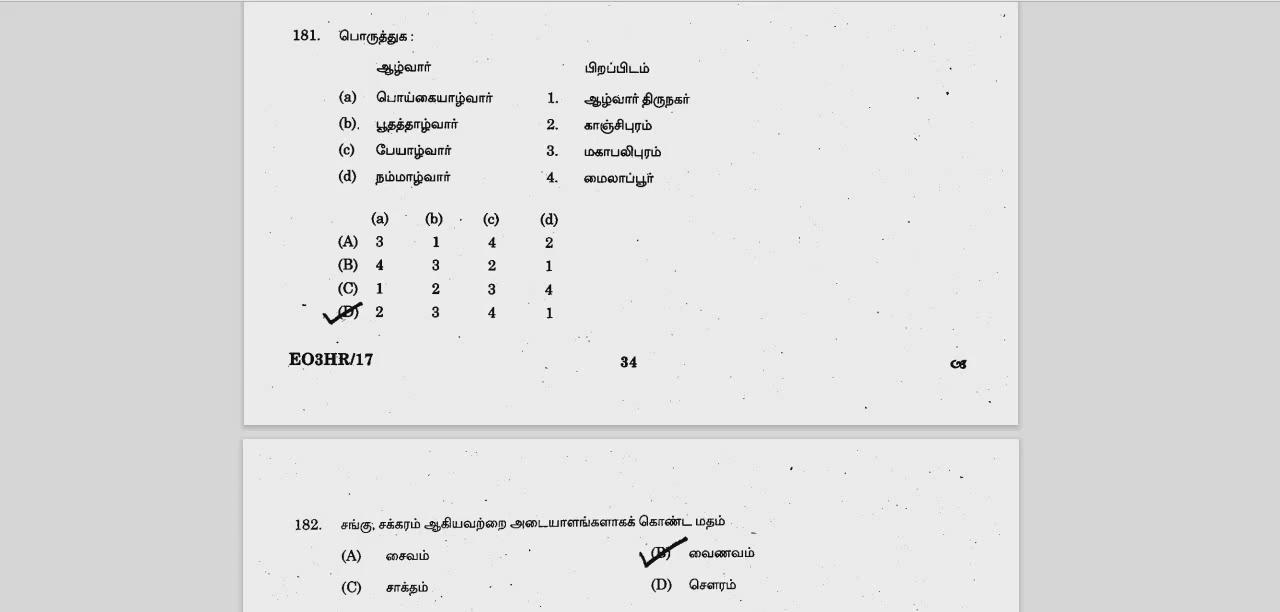 181. பொருத்துக :
ஆழ்வார் பிறப்பிடம்
(a) பொய்கையாழ்வார் 1. ஆழ்வார் திருநகர்
(b). பூதத்தாழ்வார் 2. காஞ்சிபுரம்
(c) பேயாழ்வார் 3. மகாபலிபுரம்
(d) நம்மாழ்வார் 4. மைலாப்பூர்
(a) (b) (c) (d)
(A) 3 1 4 2
(B) 4 3 2 1
(C) 1 2 3 4
(D) 2 3 4 1
EO3HR/17 34
182. சங்கு, சக்கரம் ஆகியவற்றை அடையாளங்களாகக் கொண்ட மதம்
(A) சைவம் (B) வைணவம்
(C) சாக்தம் (D) சௌரம்